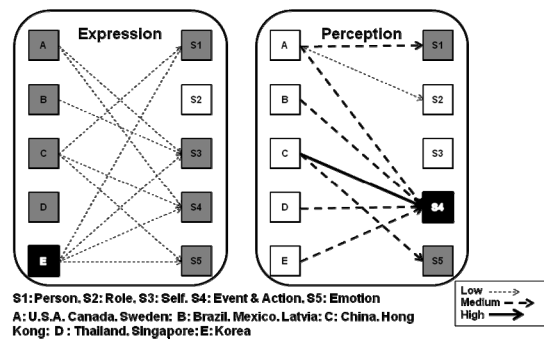 Expression
Perception
A
S1
B
S2
C
S3
D
S4
E
S5
A
S1
B
S2
C
S3
D
S4
E
S5
Low
Medium
High
S1: Person, S2: Role, S3: Self, S4: Event & Action, S5: Emotion
A: U.S.A, Canada, Sweden; B: Brazil, Mexico, Latvia; C: China, Hong
Kong; D : Thailand, Singapore; E: Korea